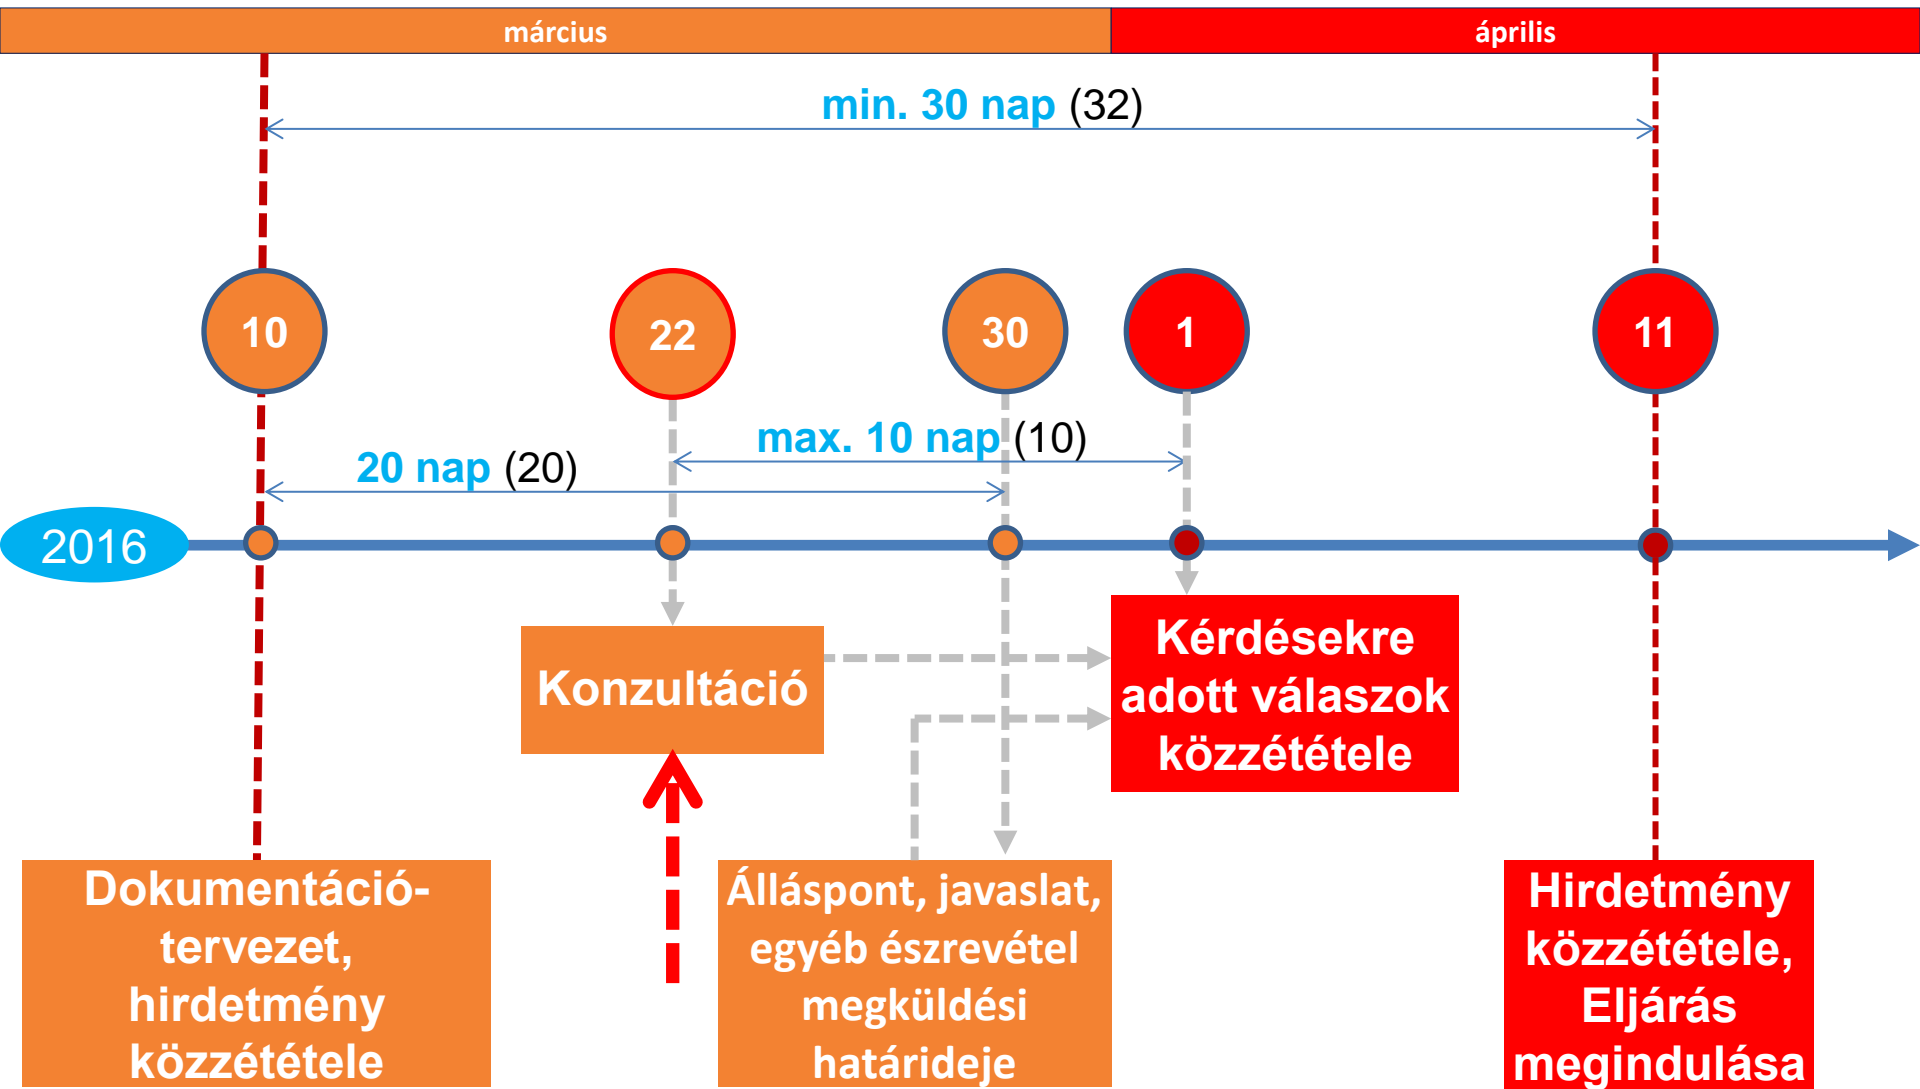 március
április
min. 30 nap (32)
10
22
30
1
11
max. 10 nap (10)
20 nap (20)
2016
Konzultáció
Kérdésekre
adott válaszok
közzététele
Dokumentáció-
tervezet,
hirdetmény
közzététele
Álláspont, javaslat,
egyéb észrevétel
megküldési
határideje
Hirdetmény
közzététele,
Eljárás
megindulása